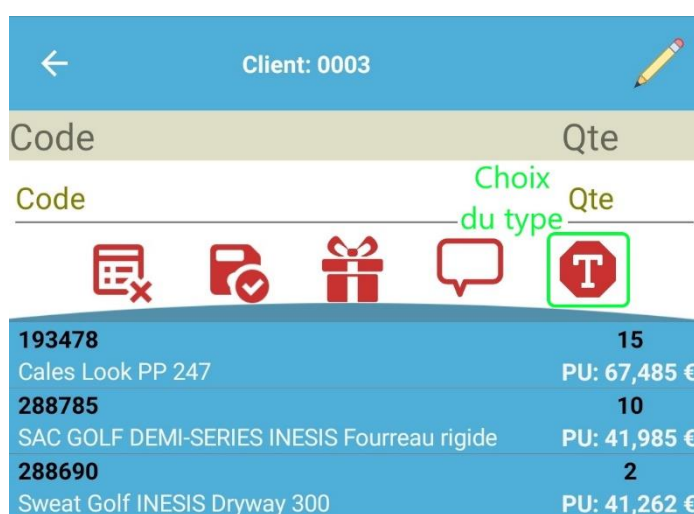 Client: 0003
Code Qte
Choix
du type
Code Qte
T
193478 15
Cales Look PP 247 PU: 67,485 €
288785 10
SAC GOLF DEMI-SERIES INESIS Fourreau rigide PU: 41,985 €
288690 2
Sweat Golf INESIS Dryway 300 PU: 41,262 €